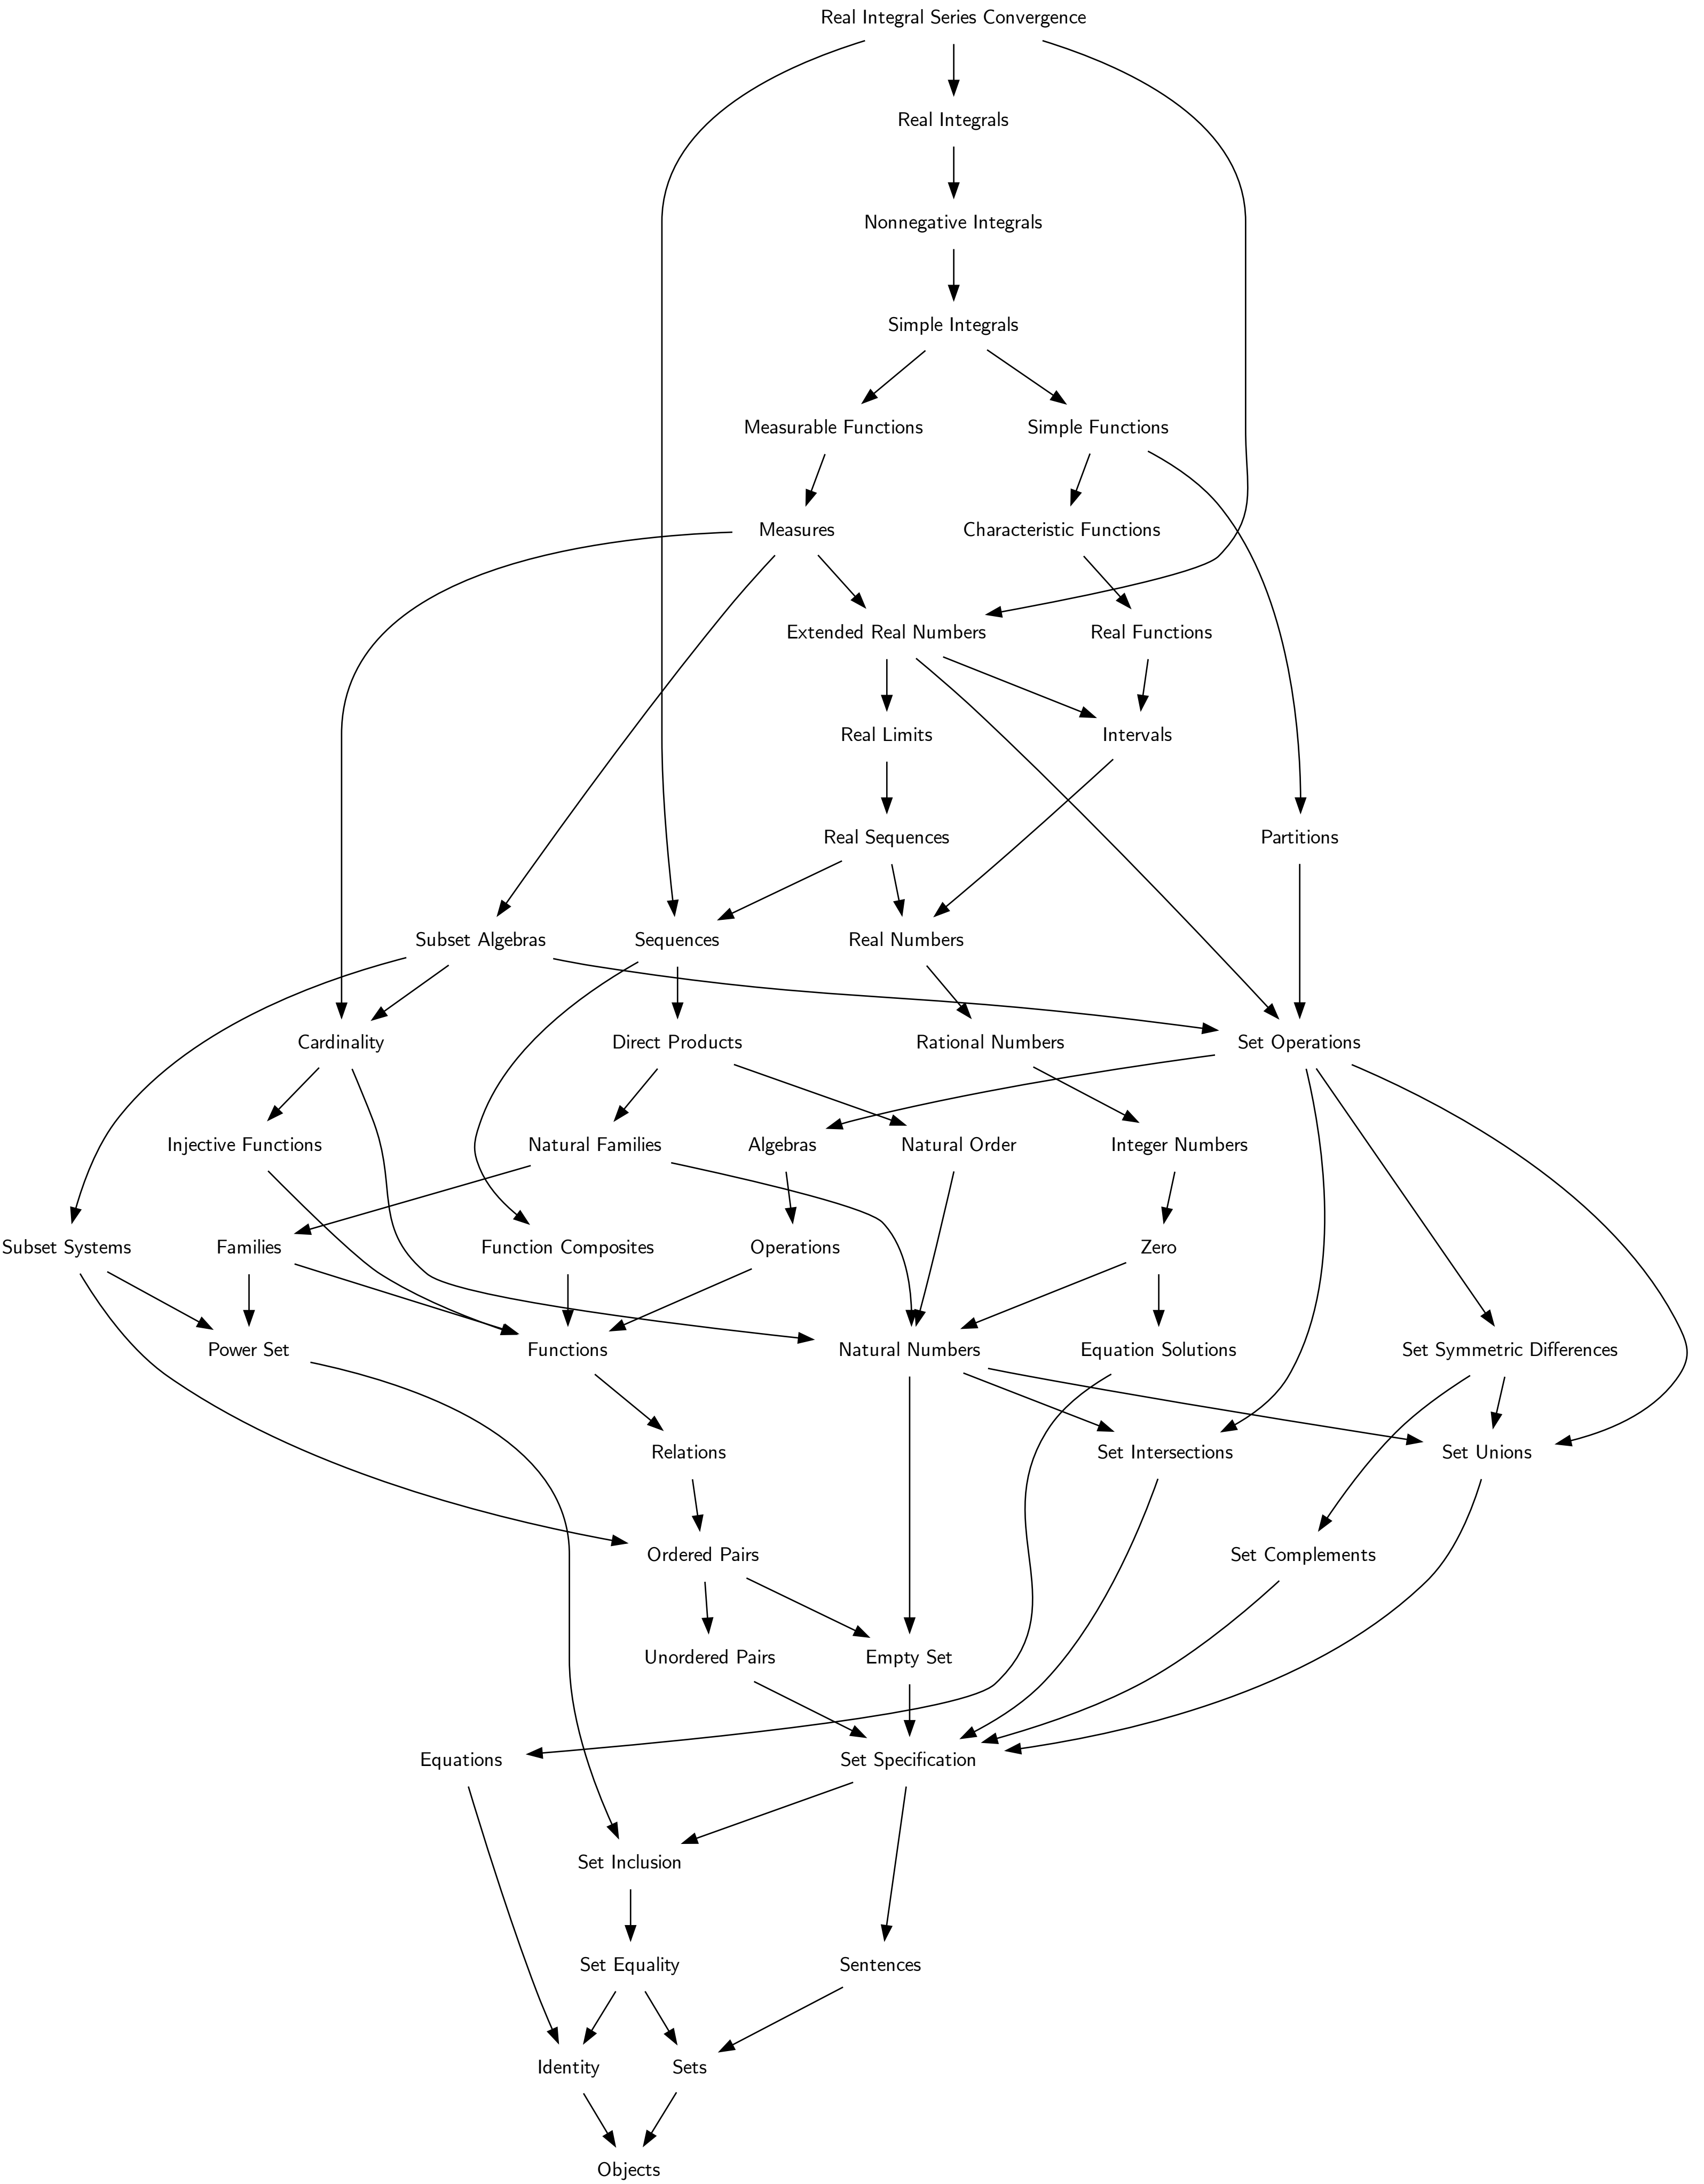 Real Integral Series Convergence
Real Integrals
Nonnegative Integrals
Simple Integrals
Measurable Functions
Simple Functions
Measures
Characteristic Functions
Extended Real Numbers
Real Functions
Real Limits
Intervals
Real Sequences
Partitions
Subset Algebras
Sequences
Real Numbers
Cardinality
Direct Products
Rational Numbers
Set Operations
Injective Functions
Natural Families
Algebras
Natural Order
Integer Numbers
Subset Systems
Families
Function Composites
Operations
Zero
Power Set
Functions
Natural Numbers
Equation Solutions
Set Symmetric Differences
Relations
Set Intersections
Set Unions
Ordered Pairs
Set Complements
Unordered Pairs
Empty Set
Equations
Set Specification
Set Inclusion
Set Equality
Sentences
Identity
Sets
Objects